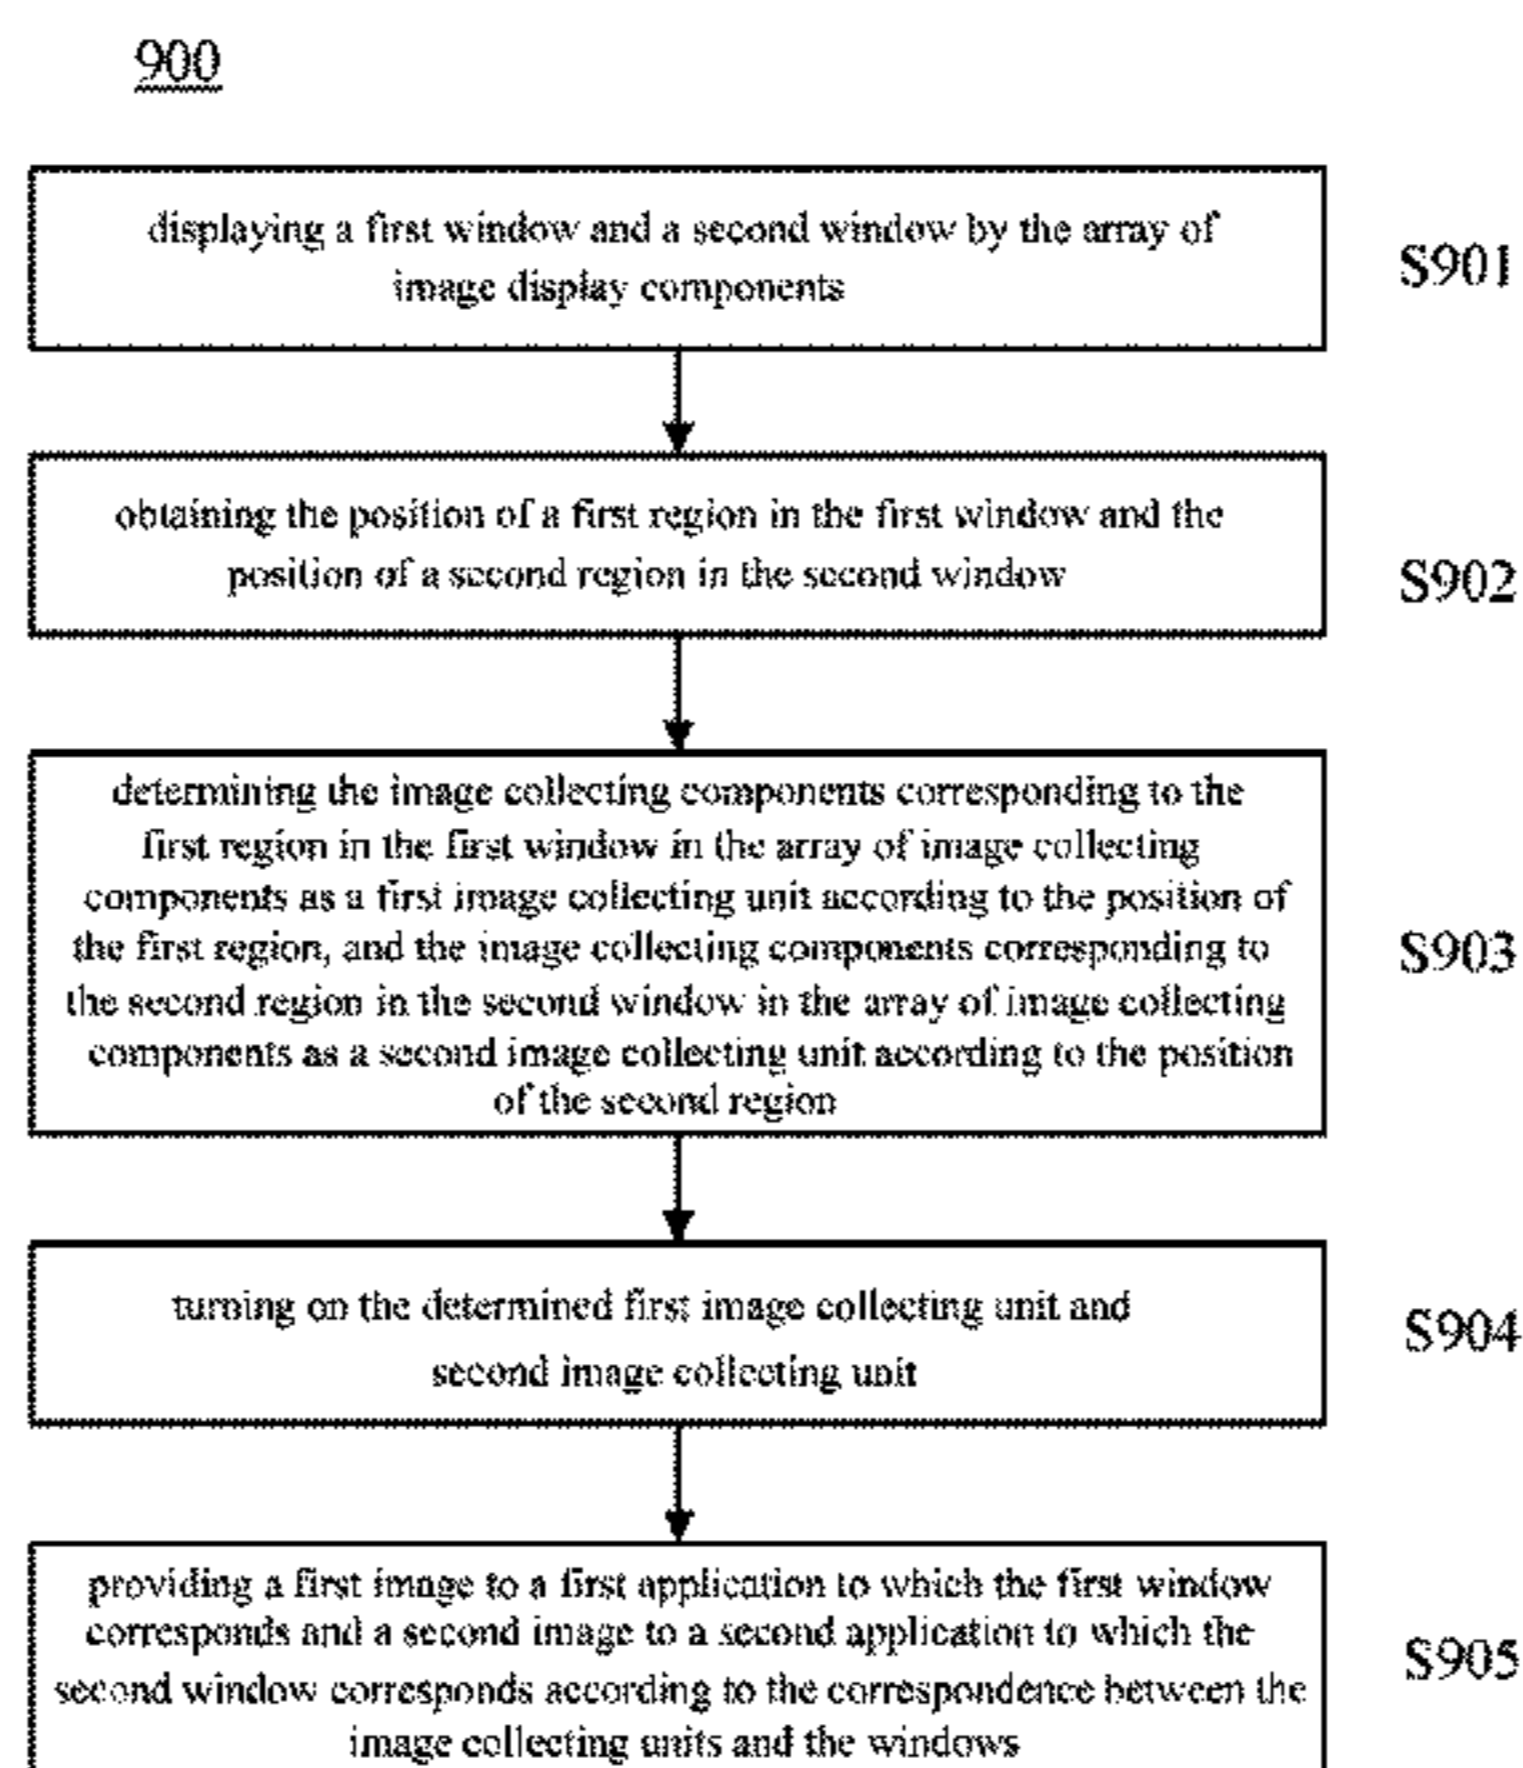 900
displaying a first window and a second window by the array of
image display components
S901
obtaining the position of a first region in the first window and the
position of a second region in the second window
S902
determining the image collecting components corresponding to the
first region in the first window in the array of image collecting
components as a first image collecting unit according to the position of
the first region, and the image collecting components corresponding to
the second region in the second window in the array of image collecting
components as a second image collecting unit according to the position
of the second region
S903
turning on the determined first image collecting unit and
second image collecting unit
S904
providing a first image to a first application to which the first window
corresponds and a second image to a second application to which the
second window corresponds according to the correspondence between the
image collecting units and the windows
S905